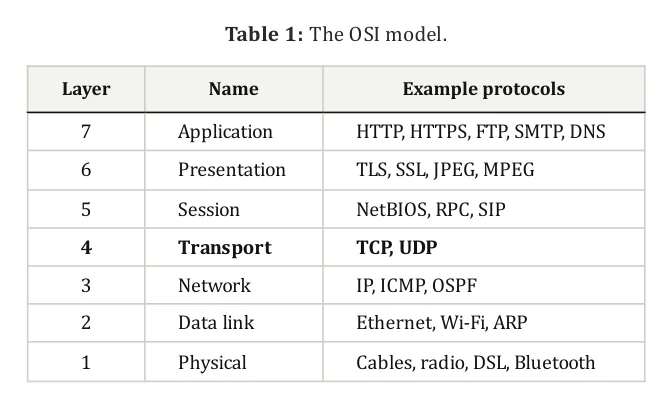 Table 1: The OSI model.
Layer Name Example protocols
7 Application HTTP, HTTPS, FTP, SMTP, DNS
6 Presentation TLS, SSL, JPEG, MPEG
5 Session NetBIOS, RPC, SIP
4 Transport TCP, UDP
3 Network IP, ICMP, OSPF
2 Data link Ethernet, Wi-Fi, ARP
1 Physical Cables, radio, DSL, Bluetooth